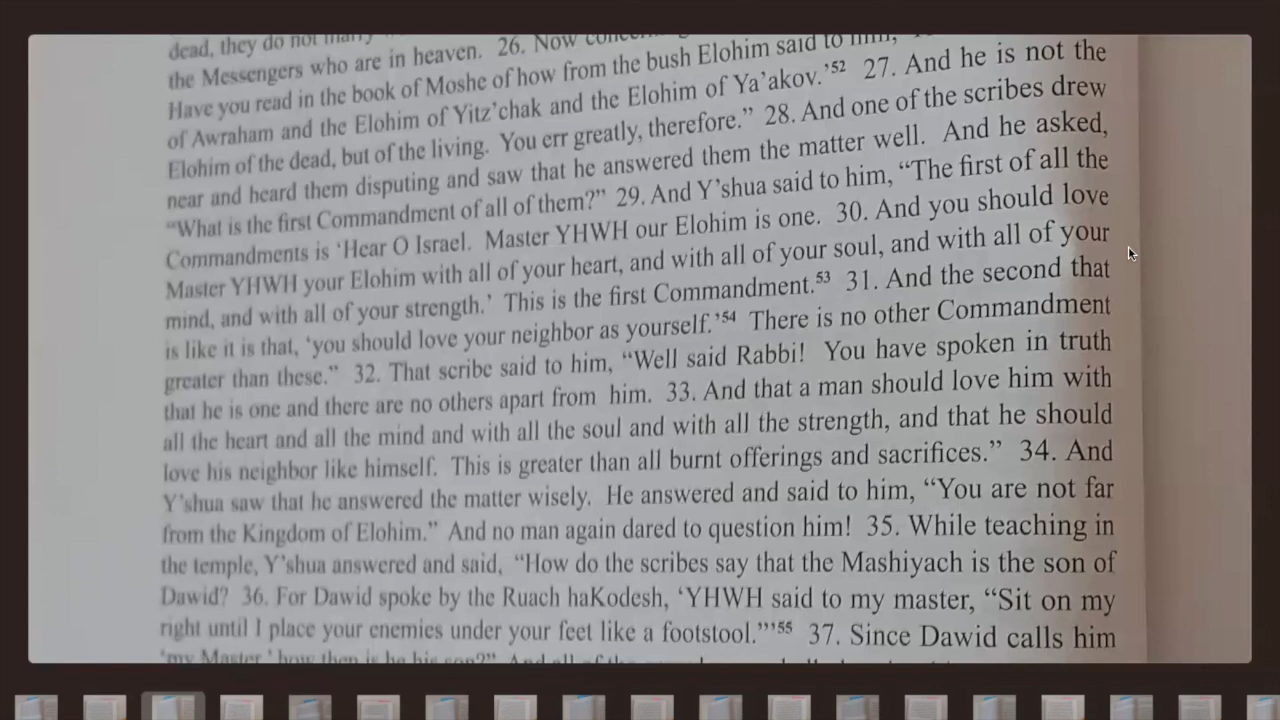 dead, they do not marry
the Messengers who are in heaven. 26. Now
Have you read in the book of Moshe of how from the bush Elohim said to him,
of Awraham and the Elohim of Yitz’chak and the Elohim of Ya’akov.’52 27. And he is not the
Elohim of the dead, but of the living. You err greatly, therefore.” 28. And one of the scribes drew
near and heard them disputing and saw that he answered them the matter well. And he asked,
“What is the first Commandment of all of them?” 29. And Y’shua said to him, “The first of all the
Commandments is ‘Hear O Israel. Master YHWH our Elohim is one. 30. And you should love
Master YHWH your Elohim with all of your heart, and with all of your soul, and with all of your
mind, and with all of your strength.’ This is the first Commandment.53 31. And the second that
is like it is that, ‘you should love your neighbor as yourself.’54 There is no other Commandment
greater than these.” 32. That scribe said to him, “Well said Rabbi! You have spoken in truth
that he is one and there are no others apart from him. 33. And that a man should love him with
all the heart and all the mind and with all the soul and with all the strength, and that he should
love his neighbor like himself. This is greater than all burnt offerings and sacrifices.” 34. And
Y’shua saw that he answered the matter wisely. He answered and said to him, “You are not far
from the Kingdom of Elohim.” And no man again dared to question him! 35. While teaching in
the temple, Y’shua answered and said, “How do the scribes say that the Mashiyach is the son of
Dawid? 36. For Dawid spoke by the Ruach haKodesh, ‘YHWH said to my master, “Sit on my
right until I place your enemies under your feet like a footstool.”’55 37. Since Dawid calls him
‘my Master,’ how then is he his son?” And all of the